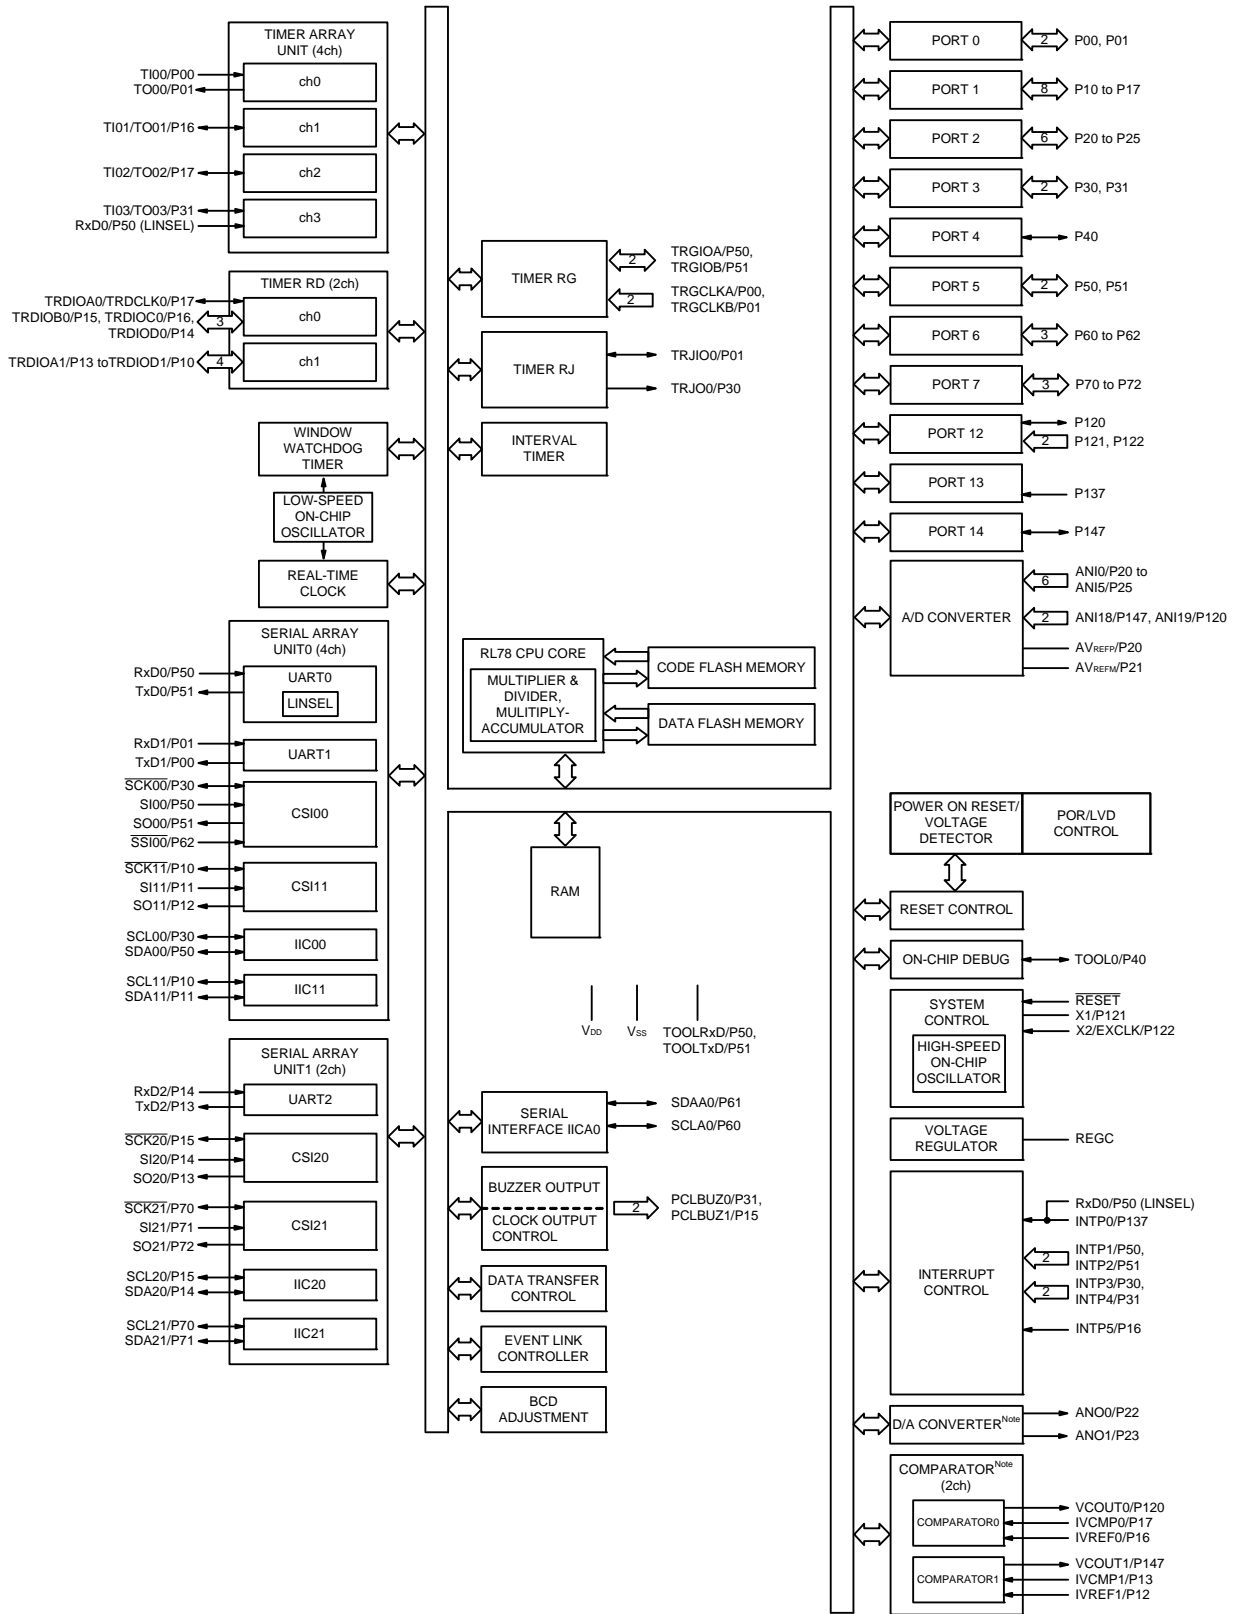 TIMER ARRAY
UNIT (4ch)
TI00/P00
TO00/P01
ch0
TI01/TO01/P16
ch1
TI02/TO02/P17
ch2
TI03/TO03/P31
RxD0/P50 (LINSEL)
ch3
TIMER RD (2ch)
TRDIOA0/TRDCLK0/P17
TRDIOB0/P15, TRDIOC0/P16,
TRDIOD0/P14
3
ch0
TRDIOA1/P13 toTRDIOD1/P10
4
ch1
WINDOW
WATCHDOG
TIMER
LOW-SPEED
ON-CHIP
OSCILLATOR
REAL-TIME
CLOCK
SERIAL ARRAY
UNIT0 (4ch)
RxD0/P50
TxD0/P51
UART0
LINSEL
RxD1/P01
TxD1/P00
UART1
SCK00/P30
SI00/P50
SO00/P51
SSI00/P62
CSI00
SCK11/P10
SI11/P11
SO11/P12
CSI11
SCL00/P30
SDA00/P50
IIC00
SCL11/P10
SDA11/P11
IIC11
SERIAL ARRAY
UNIT1 (2ch)
RxD2/P14
TxD2/P13
UART2
SCK20/P15
SI20/P14
SO20/P13
CSI20
SCK21/P70
SI21/P71
SO21/P72
CSI21
SCL20/P15
SDA20/P14
IIC20
SCL21/P70
SDA21/P71
IIC21
TIMER RG
2
TRGIOA/P50,
TRGIOB/P51
2
TRGCLKA/P00,
TRGCLKB/P01
TIMER RJ
TRJIO0/P01
TRJO0/P30
INTERVAL
TIMER
RL78 CPU CORE
MULTIPLIER &
DIVIDER,
MULITIPLY-
ACCUMULATOR
CODE FLASH MEMORY
DATA FLASH MEMORY
RAM
VDD
VSS
TOOLRxD/P50,
TOOLTxD/P51
SERIAL
INTERFACE IICA0
SDAA0/P61
SCLA0/P60
BUZZER OUTPUT
CLOCK OUTPUT
CONTROL
2
PCLBUZ0/P31,
PCLBUZ1/P15
DATA TRANSFER
CONTROL
EVENT LINK
CONTROLLER
BCD
ADJUSTMENT
PORT 0
2
P00, P01
PORT 1
8
P10 to P17
PORT 2
6
P20 to P25
PORT 3
2
P30, P31
PORT 4
P40
PORT 5
2
P50, P51
PORT 6
3
P60 to P62
PORT 7
3
P70 to P72
PORT 12
P120
2
P121, P122
PORT 13
P137
PORT 14
P147
A/D CONVERTER
6
ANI0/P20 to
ANI5/P25
2
ANI18/P147, ANI19/P120
AVREFP/P20
AVREFM/P21
POWER ON RESET/
VOLTAGE
DETECTOR
POR/LVD
CONTROL
RESET CONTROL
ON-CHIP DEBUG
TOOL0/P40
SYSTEM
CONTROL
HIGH-SPEED
ON-CHIP
OSCILLATOR
RESET
X1/P121
X2/EXCLK/P122
VOLTAGE
REGULATOR
REGC
INTERRUPT
CONTROL
RxD0/P50 (LINSEL)
INTP0/P137
2
INTP1/P50,
INTP2/P51
2
INTP3/P30,
INTP4/P31
INTP5/P16
D/A CONVERTERNote
ANO0/P22
ANO1/P23
COMPARATORNote
(2ch)
COMPARATOR0
VCOUT0/P120
IVCMP0/P17
IVREF0/P16
COMPARATOR1
VCOUT1/P147
IVCMP1/P13
IVREF1/P12